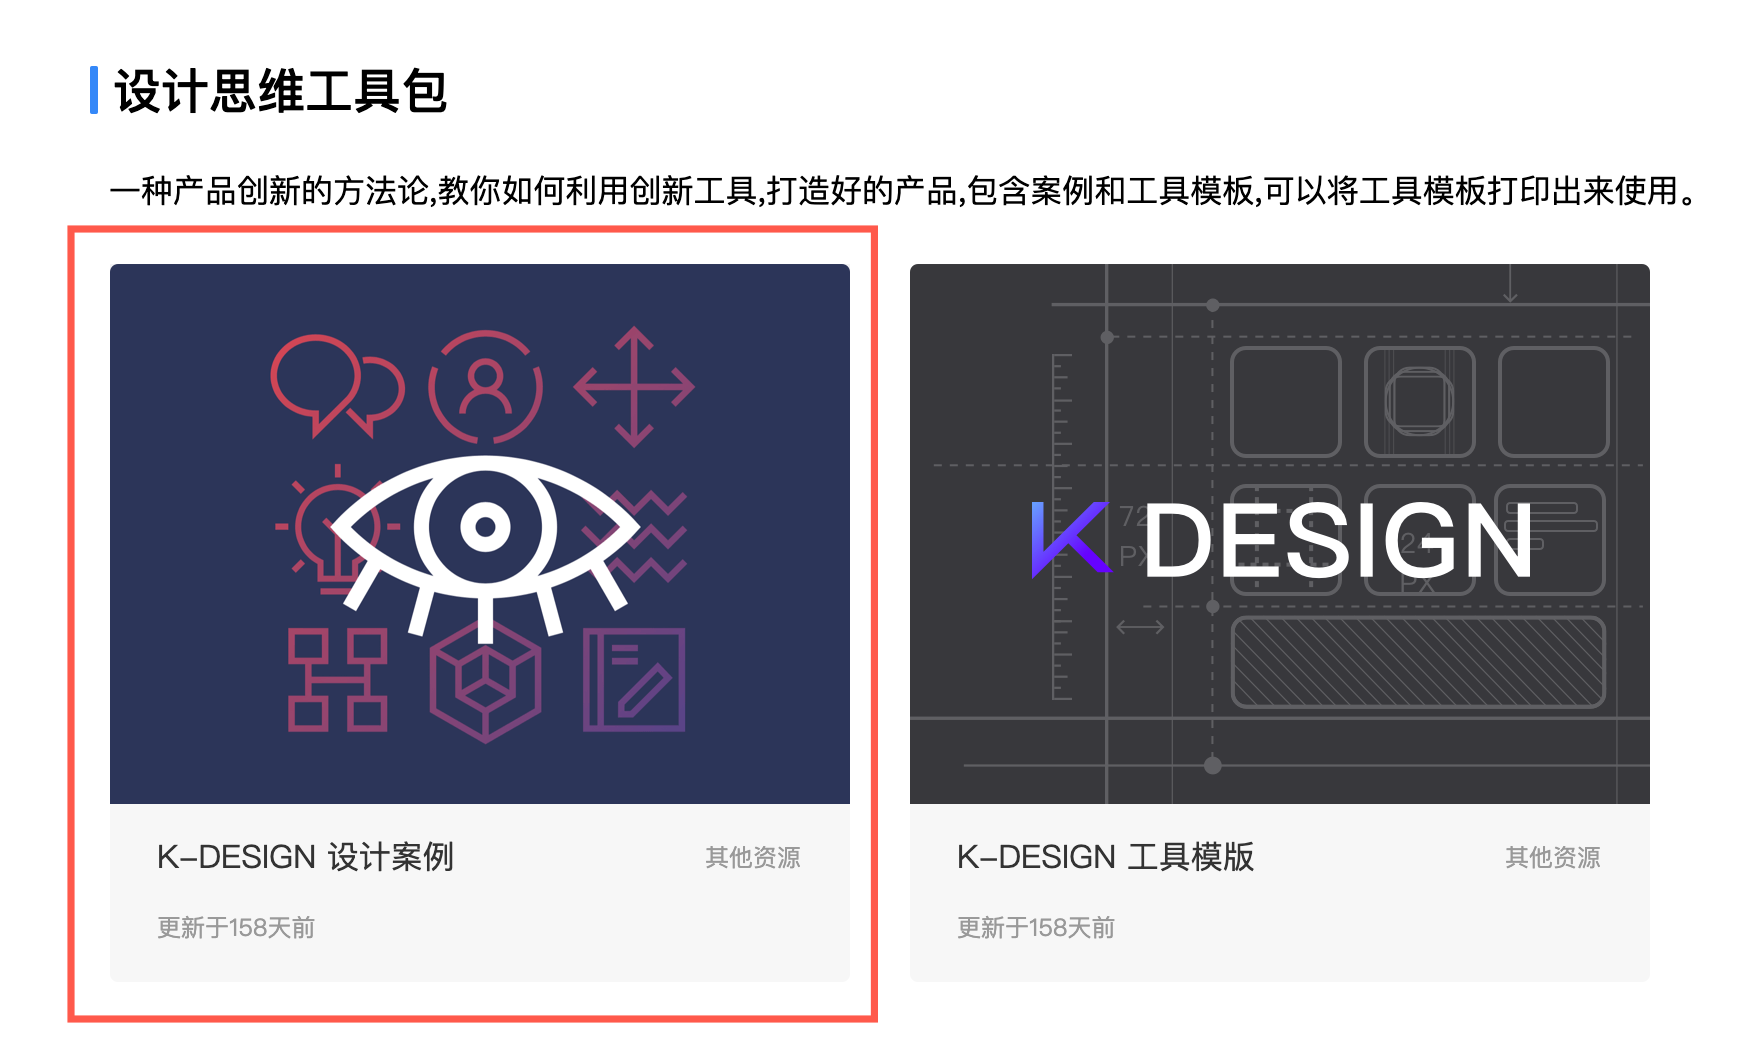 设计思维工具包
一种产品创新的方法论,教你如何利用创新工具,打造好的产品,包含案例和工具模板,可以将工具模板打印出来使用。
72
PX
24
PX
K DESIGN
K-DESIGN 设计案例
其他资源
更新于158天前
K-DESIGN 工具模版
其他资源
更新于158天前